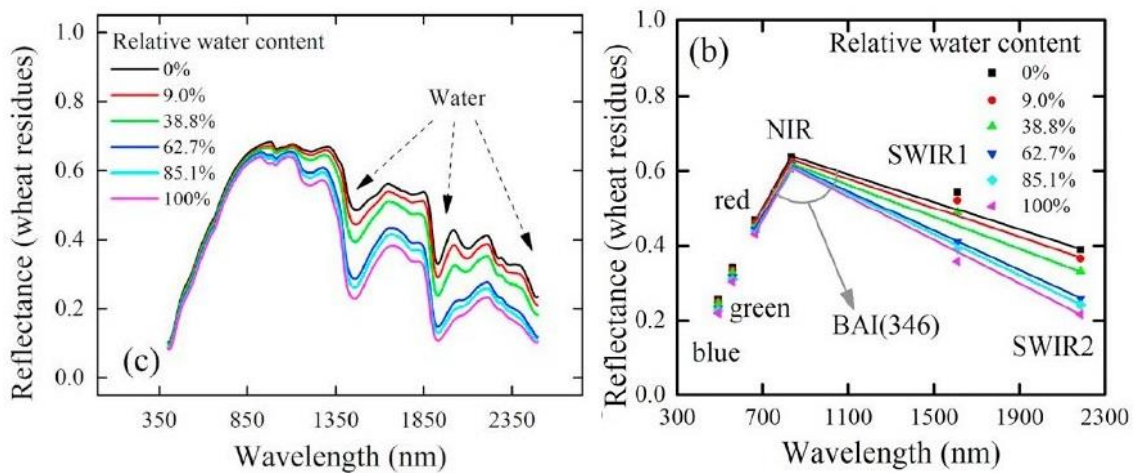 Reflectance (wheat residues)
1.0
0.8
0.6
0.4
0.2
0.0
Relative water content
0%
9.0%
38.8%
62.7%
85.1%
100%
Water
(c)
350 850 1350 1850 2350
Wavelength (nm)
Reflectance (wheat residues)
1.0
0.8
0.6
0.4
0.2
0.0
(b)
Relative water content
0%
9.0%
38.8%
62.7%
85.1%
100%
NIR
SWIR1
red
green
BAI(346)
blue
SWIR2
300 700 1100 1500 1900 2300
Wavelength (nm)